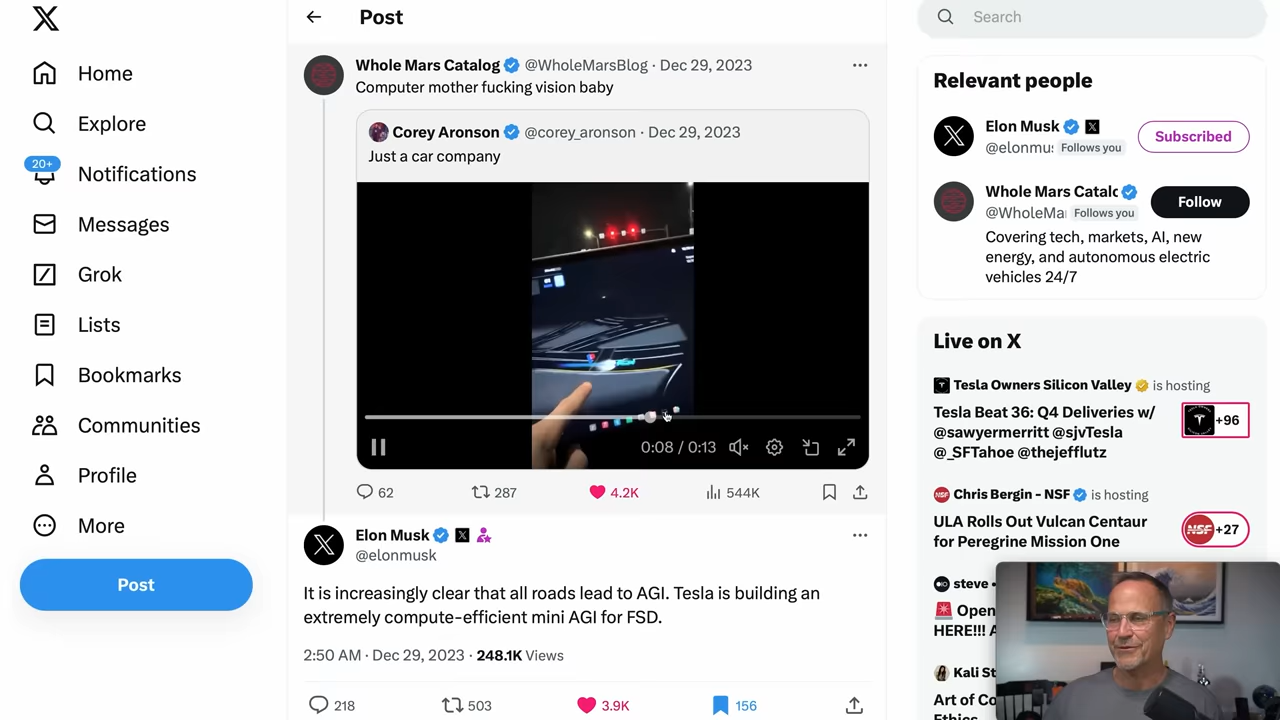 Home
Explore
20+
Notifications
Messages
Grok
Lists
Bookmarks
Communities
Profile
More
Post
Post
Whole Mars Catalog @WholeMarsBlog · Dec 29, 2023
Computer mother fucking vision baby
Corey Aronson @corey_aronson · Dec 29, 2023
Just a car company
0:08 / 0:13
62 287 4.2K 544K
Elon Musk
@elonmusk
It is increasingly clear that all roads lead to AGI. Tesla is building an
extremely compute-efficient mini AGI for FSD.
2:50 AM · Dec 29, 2023 · 248.1K Views
218 503 3.9K 156
Search
Relevant people
Elon Musk
@elonmu Follows you
Subscribed
Whole Mars Catalc
@WholeMa Follows you
Follow
Covering tech, markets, AI, new
energy, and autonomous electric
vehicles 24/7
Live on X
Tesla Owners Silicon Valley is hosting
Tesla Beat 36: Q4 Deliveries w/
@sawyermerritt @sjvTesla
@_SFTahoe @thejefflutz
+96
Chris Bergin - NSF is hosting
ULA Rolls Out Vulcan Centaur
for Peregrine Mission One
NSF +27
steve
Open
HERE!!! A
Kali St
Art of Co
Ethics